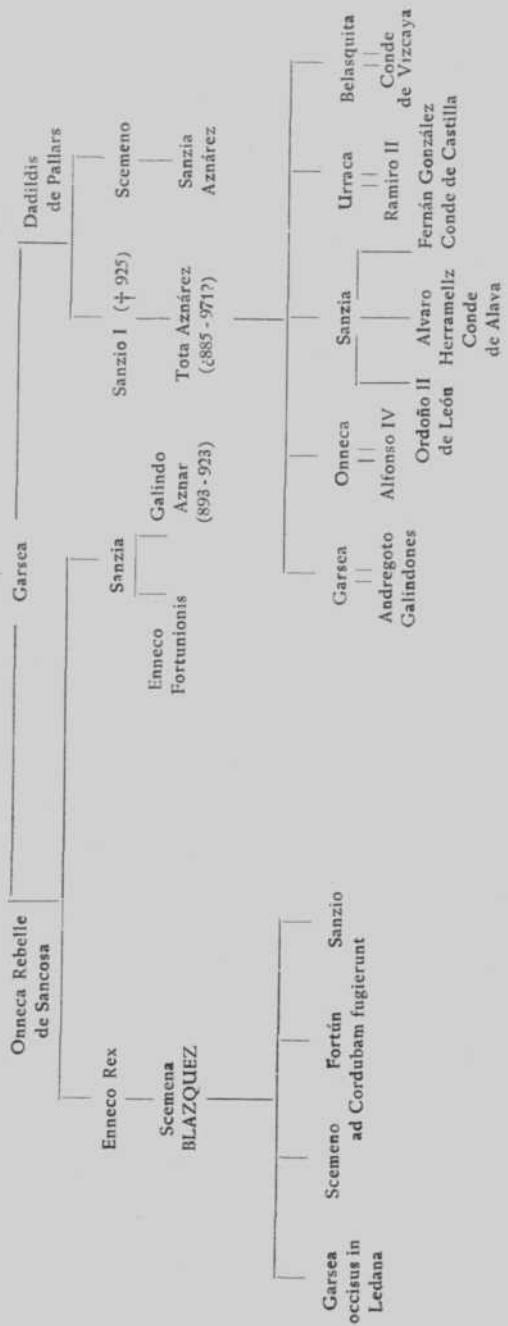 Garsea
Onneca Rebelle
de Sancosa
Dadildis
de Pallars
Enneco Rex
Scemena
BLAZQUEZ
Sanzia
Enneco
Fortunionis
Galindo
Aznar
(893 - 923)
Sanzio I († 925)
Tota Aznárez
(¿885 - 971?)
Scemeno
Sanzia
Aznárez
Garsea
occisus in
Ledana
Scemeno Fortún Sanzio
ad Cordubam fugierunt
Garsea
Andregoto
Galindones
Onneca
Alfonso IV
Sanzia
Ordoño II
de León
Alvaro
Herramellz
Conde
de Alava
Fernán González
Conde de Castilla
Urraca
Ramiro II
Belasquita
Conde
de Vizcaya